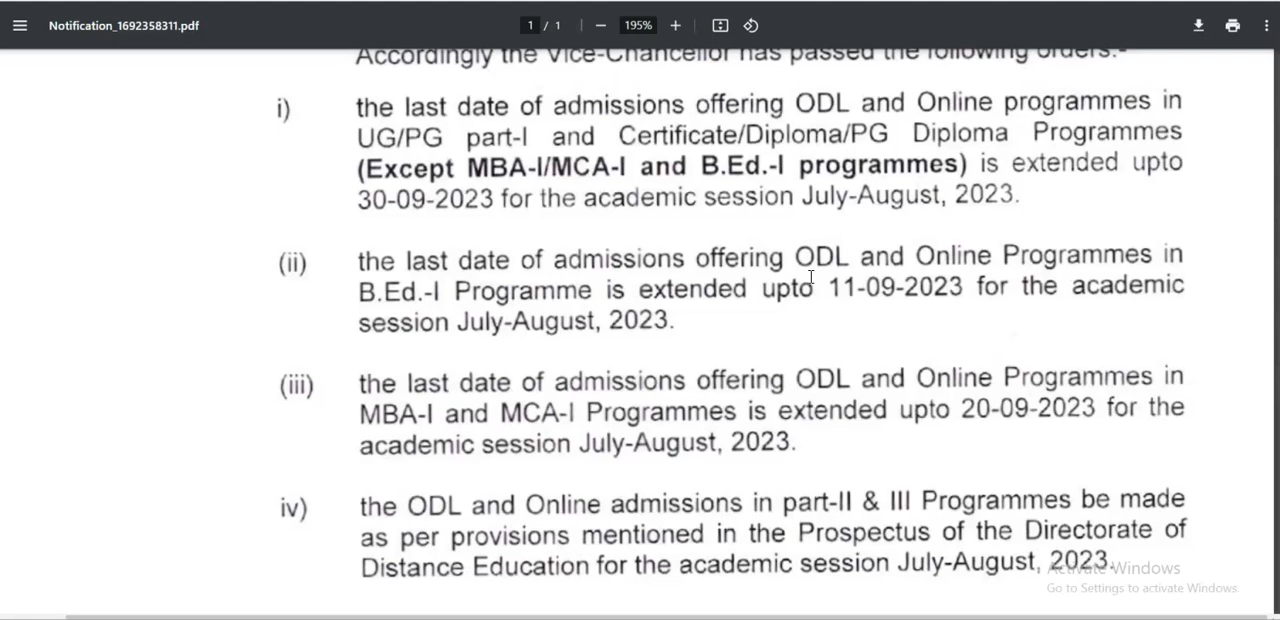 Notification_1692358311.pdf
1 / 1
195%
Accordingly the Vice-Chancellor has passed the following orders:-
i) the last date of admissions offering ODL and Online programmes in
UG/PG part-I and Certificate/Diploma/PG Diploma Programmes
(Except MBA-I/MCA-I and B.Ed.-I programmes) is extended upto
30-09-2023 for the academic session July-August, 2023.
(ii) the last date of admissions offering ODL and Online Programmes in
B.Ed.-I Programme is extended upto 11-09-2023 for the academic
session July-August, 2023.
(iii) the last date of admissions offering ODL and Online Programmes in
MBA-I and MCA-I Programmes is extended upto 20-09-2023 for the
academic session July-August, 2023.
iv) the ODL and Online admissions in part-II & III Programmes be made
as per provisions mentioned in the Prospectus of the Directorate of
Distance Education for the academic session July-August, 2023.
Activate Windows
Go to Settings to activate Windows.